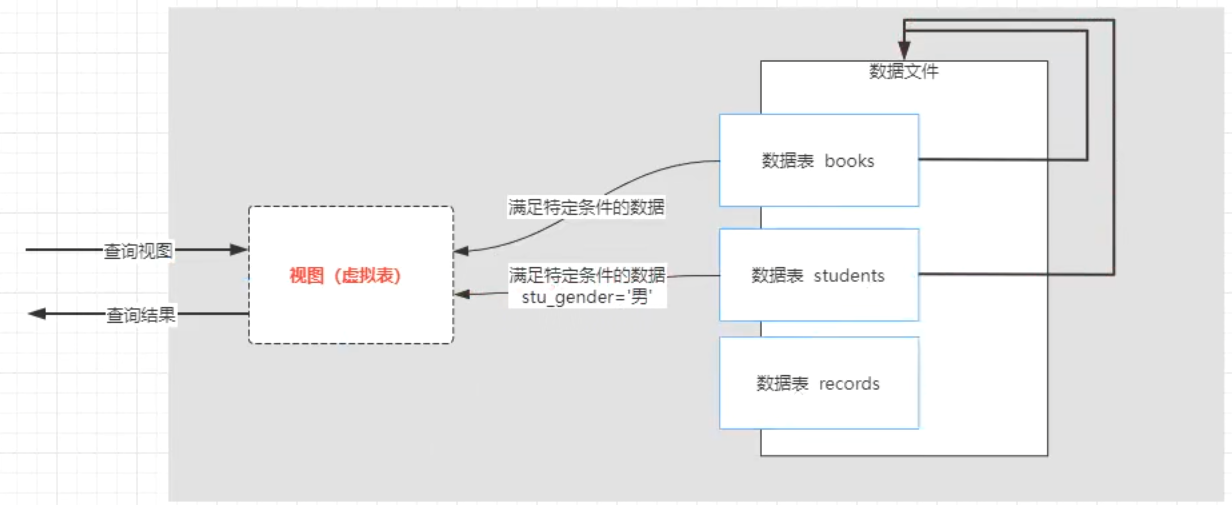 数据文件
数据表 books
满足特定条件的数据
查询视图
视图（虚拟表）
满足特定条件的数据
stu_gender='男'
数据表 students
查询结果
数据表 records